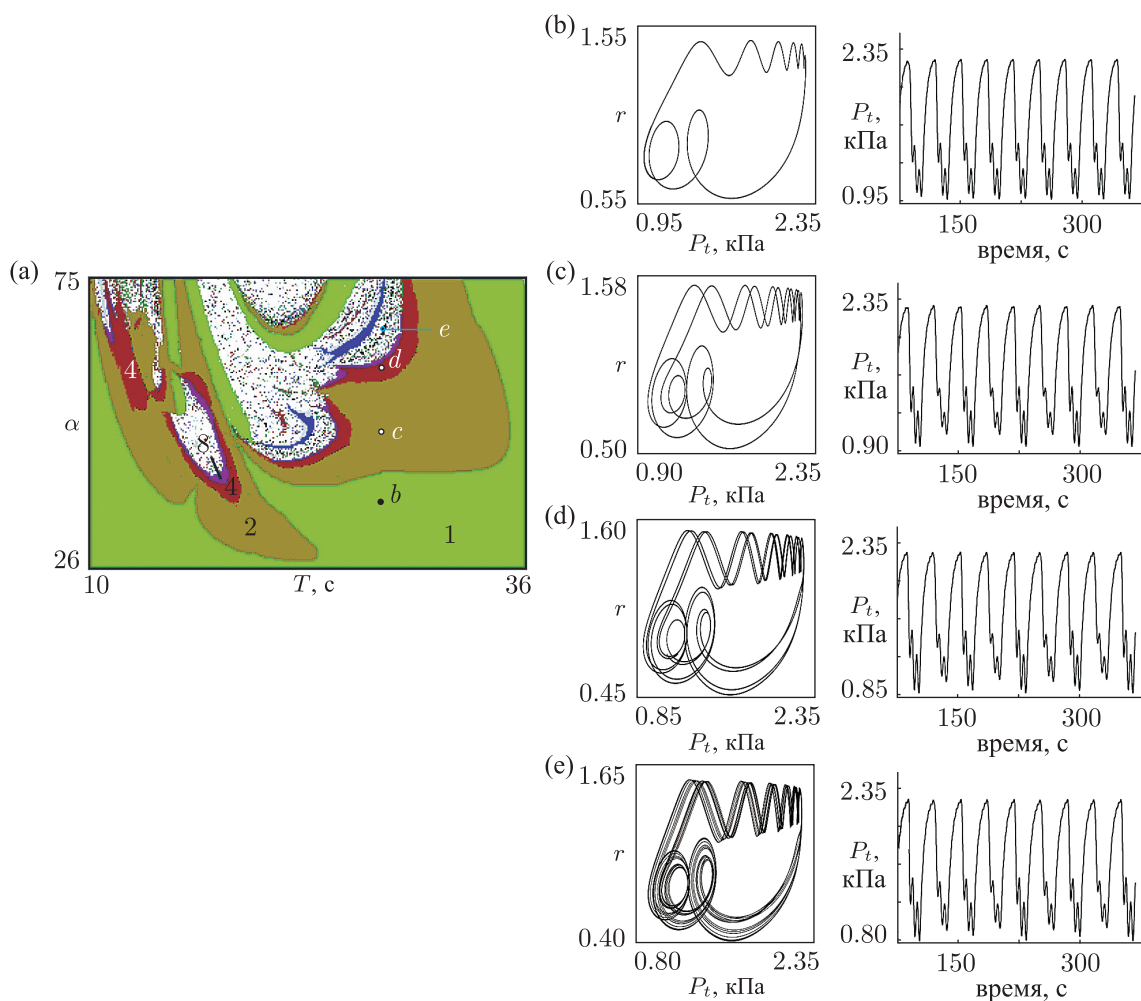 (a)
75
α
26
10
T, с
36
4
8
4
2
1
e
d
c
b
(b)
1.55
r
0.55
0.95
2.35
P_t, кПа
2.35
P_t,
кПа
0.95
150
300
время, с
(c)
1.58
r
0.50
0.90
2.35
P_t, кПа
2.35
P_t,
кПа
0.90
150
300
время, с
(d)
1.60
r
0.45
0.85
2.35
P_t, кПа
2.35
P_t,
кПа
0.85
150
300
время, с
(e)
1.65
r
0.40
0.80
2.35
P_t, кПа
2.35
P_t,
кПа
0.80
150
300
время, с